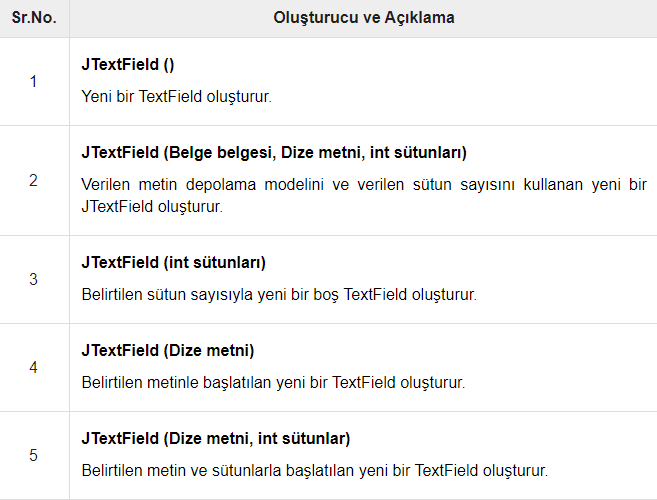 Sr.No. Oluşturucu ve Açıklama
1
JTextField ()
Yeni bir TextField oluşturur.
2
JTextField (Belge belgesi, Dize metni, int sütunları)
Verilen metin depolama modelini ve verilen sütun sayısını kullanan yeni bir
JTextField oluşturur.
3
JTextField (int sütunları)
Belirtilen sütun sayısıyla yeni bir boş TextField oluşturur.
4
JTextField (Dize metni)
Belirtilen metinle başlatılan yeni bir TextField oluşturur.
5
JTextField (Dize metni, int sütunlar)
Belirtilen metin ve sütunlarla başlatılan yeni bir TextField oluşturur.